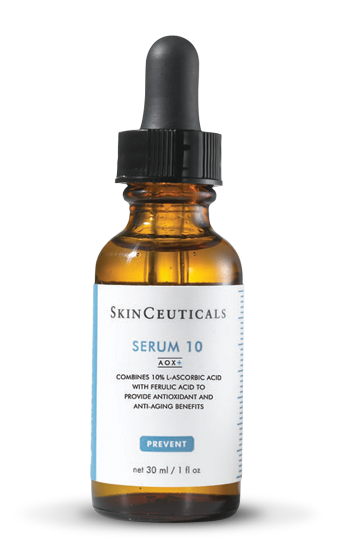 SKINCEUTICALS
SERUM 10
AOX+
COMBINES 10% L-ASCORBIC ACID
WITH FERULIC ACID TO
PROVIDE ANTIOXIDANT AND
ANTI-AGING BENEFITS
PREVENT
net 30 ml / 1 fl oz